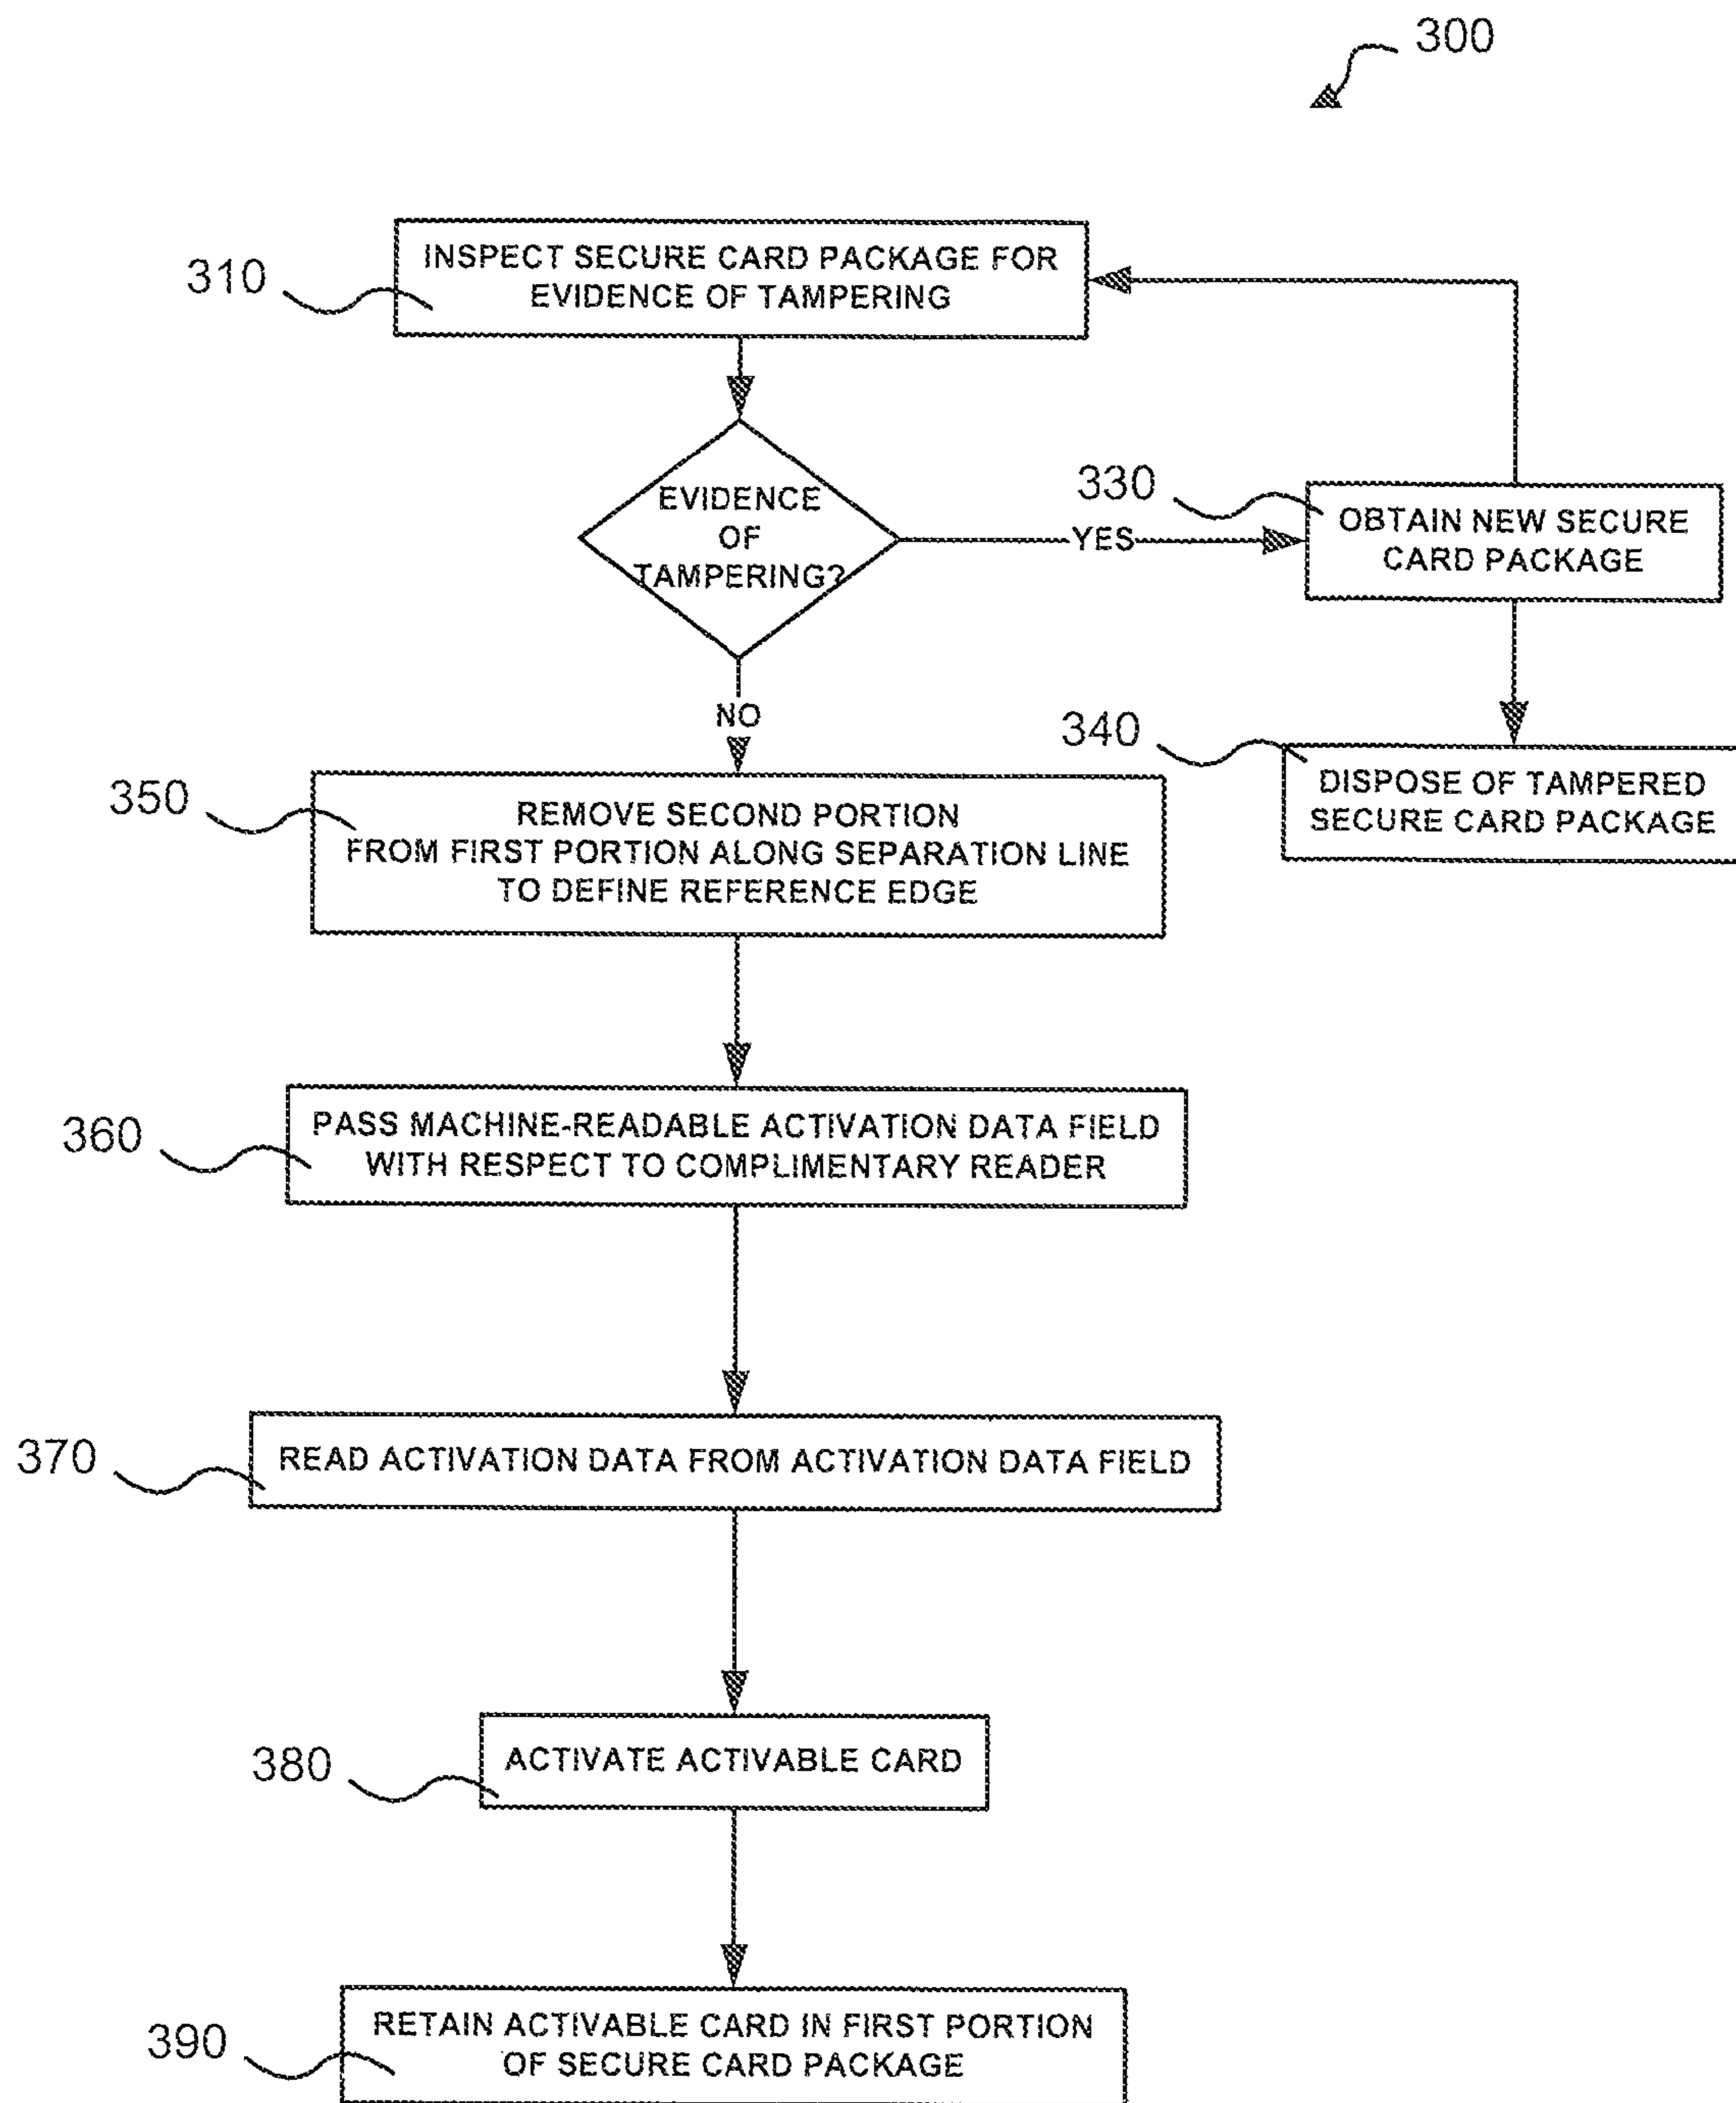 300
310
INSPECT SECURE CARD PACKAGE FOR
EVIDENCE OF TAMPERING
EVIDENCE
OF
TAMPERING?
YES
330
OBTAIN NEW SECURE
CARD PACKAGE
NO
340
DISPOSE OF TAMPERED
SECURE CARD PACKAGE
350
REMOVE SECOND PORTION
FROM FIRST PORTION ALONG SEPARATION LINE
TO DEFINE REFERENCE EDGE
360
PASS MACHINE-READABLE ACTIVATION DATA FIELD
WITH RESPECT TO COMPLIMENTARY READER
370
READ ACTIVATION DATA FROM ACTIVATION DATA FIELD
380
ACTIVATE ACTIVABLE CARD
390
RETAIN ACTIVABLE CARD IN FIRST PORTION
OF SECURE CARD PACKAGE